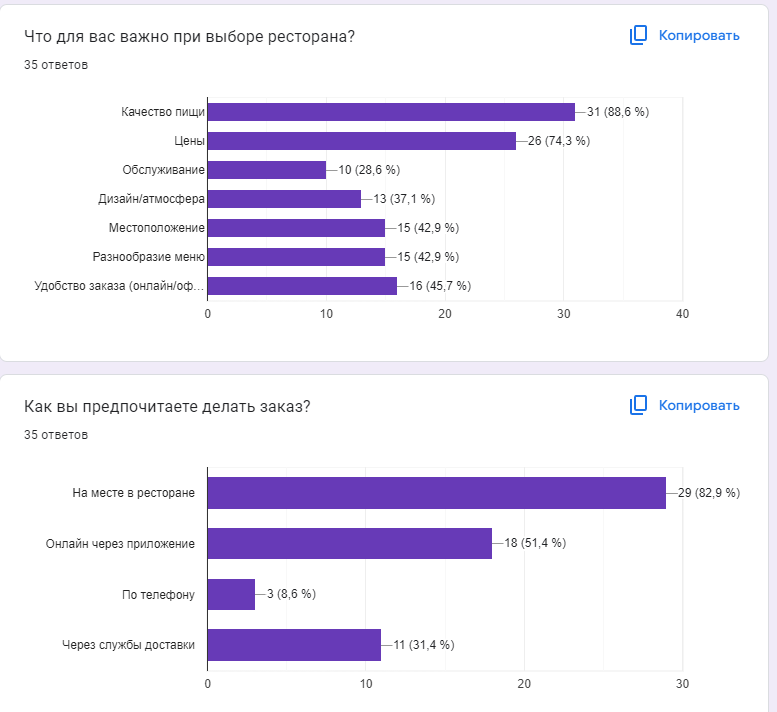 Что для вас важно при выборе ресторана?
Копировать
35 ответов
Качество пищи 31 (88,6 %)
Цены 26 (74,3 %)
Обслуживание 10 (28,6 %)
Дизайн/атмосфера 13 (37,1 %)
Местоположение 15 (42,9 %)
Разнообразие меню 15 (42,9 %)
Удобство заказа (онлайн/оф... 16 (45,7 %)
0 10 20 30 40
Как вы предпочитаете делать заказ?
Копировать
35 ответов
На месте в ресторане 29 (82,9 %)
Онлайн через приложение 18 (51,4 %)
По телефону 3 (8,6 %)
Через службы доставки 11 (31,4 %)
0 10 20 30